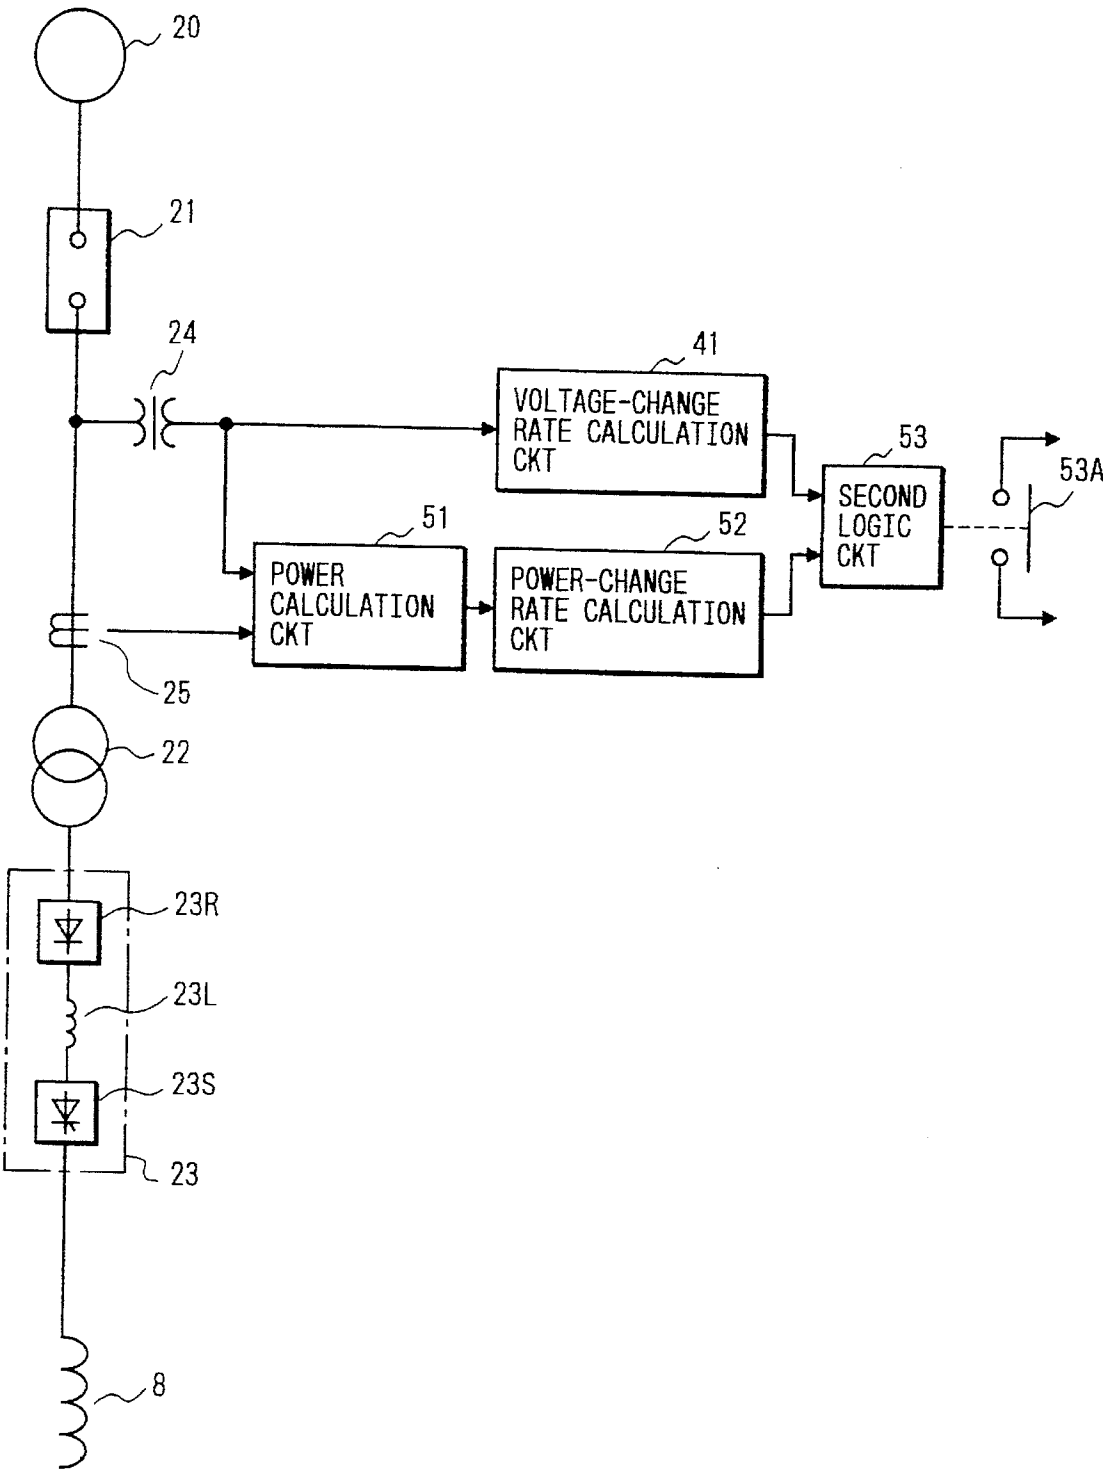 20
21
24
41
VOLTAGE-CHANGE
RATE CALCULATION
CKT
53
SECOND
LOGIC
CKT
53A
51
POWER
CALCULATION
CKT
52
POWER-CHANGE
RATE CALCULATION
CKT
25
22
23R
23L
23S
23
8